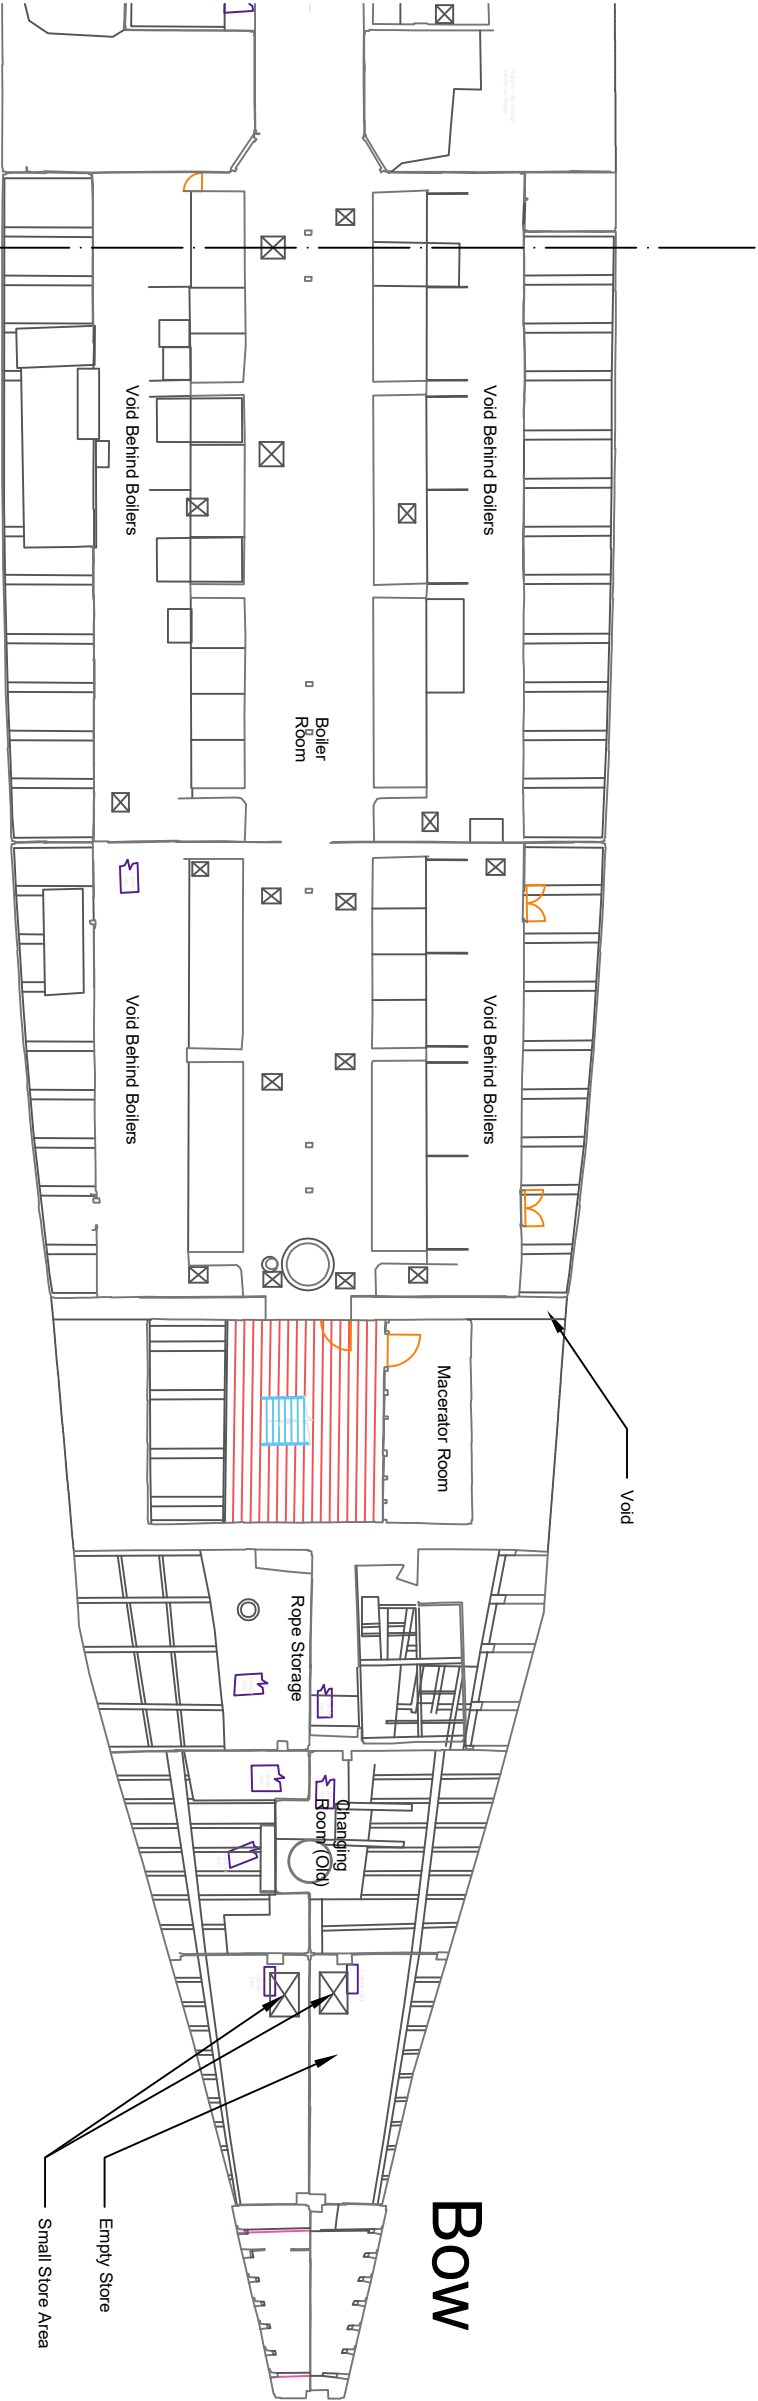 Void Behind Boilers
Void Behind Boilers
Boiler
Room
Void Behind Boilers
Void Behind Boilers
Macerator Room
Void
Rope Storage
Changing
Room (Old)
Bow
Empty Store
Small Store Area